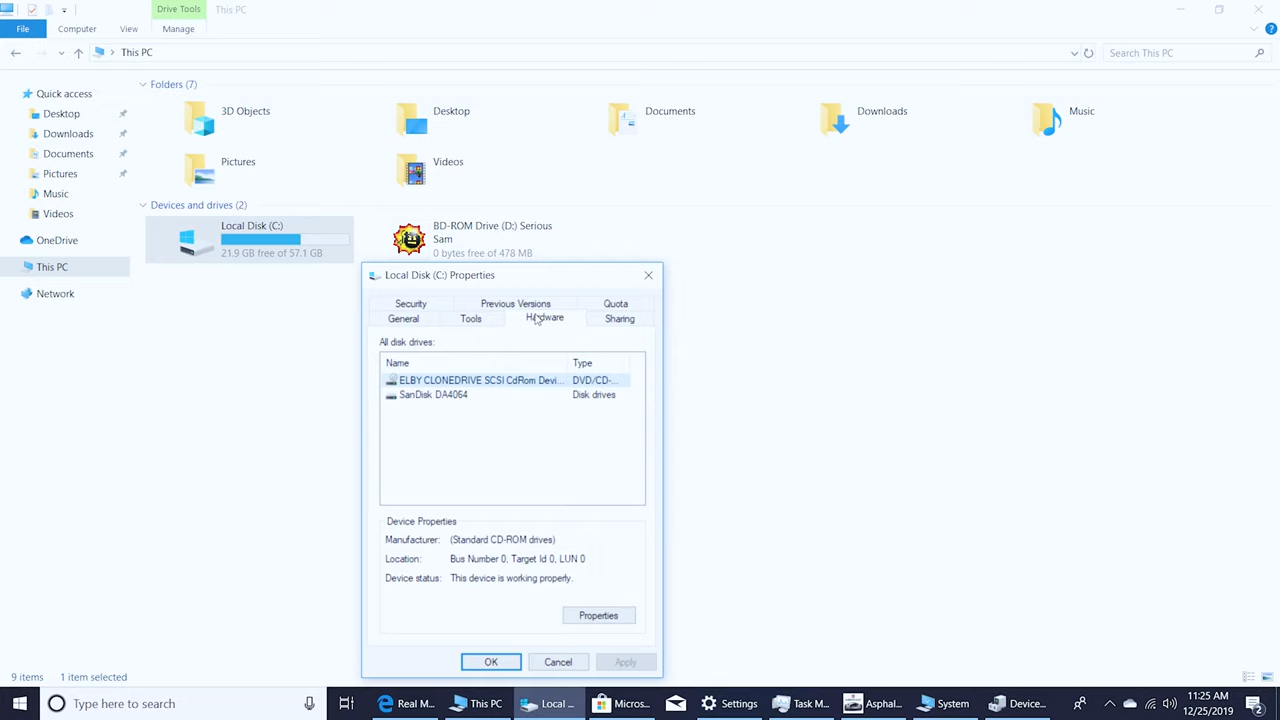 Drive Tools
This PC
File
Computer
View
Manage
This PC
Search This PC
Quick access
Desktop
Downloads
Documents
Pictures
Music
Videos
OneDrive
This PC
Network
Folders (7)
3D Objects
Desktop
Documents
Downloads
Music
Pictures
Videos
Devices and drives (2)
Local Disk (C:)
21.9 GB free of 57.1 GB
BD-ROM Drive (D:) Serious
Sam
0 bytes free of 478 MB
Local Disk (C:) Properties
Security
Previous Versions
Quota
General
Tools
Hardware
Sharing
All disk drives:
Name
Type
ELBY CLONEDRIVE SCSI CdRom Devi...
DVD/CD-...
SanDisk DA4064
Disk drives
Device Properties
Manufacturer:
(Standard CD-ROM drives)
Location:
Bus Number 0, Target Id 0, LUN 0
Device status:
This device is working properly.
Properties
OK
Cancel
Apply
9 items
1 item selected
Type here to search
Real M...
This PC
Local ...
Micros...
Settings
Task M...
Asphal...
System
Device...
11:25 AM
12/25/2019
2